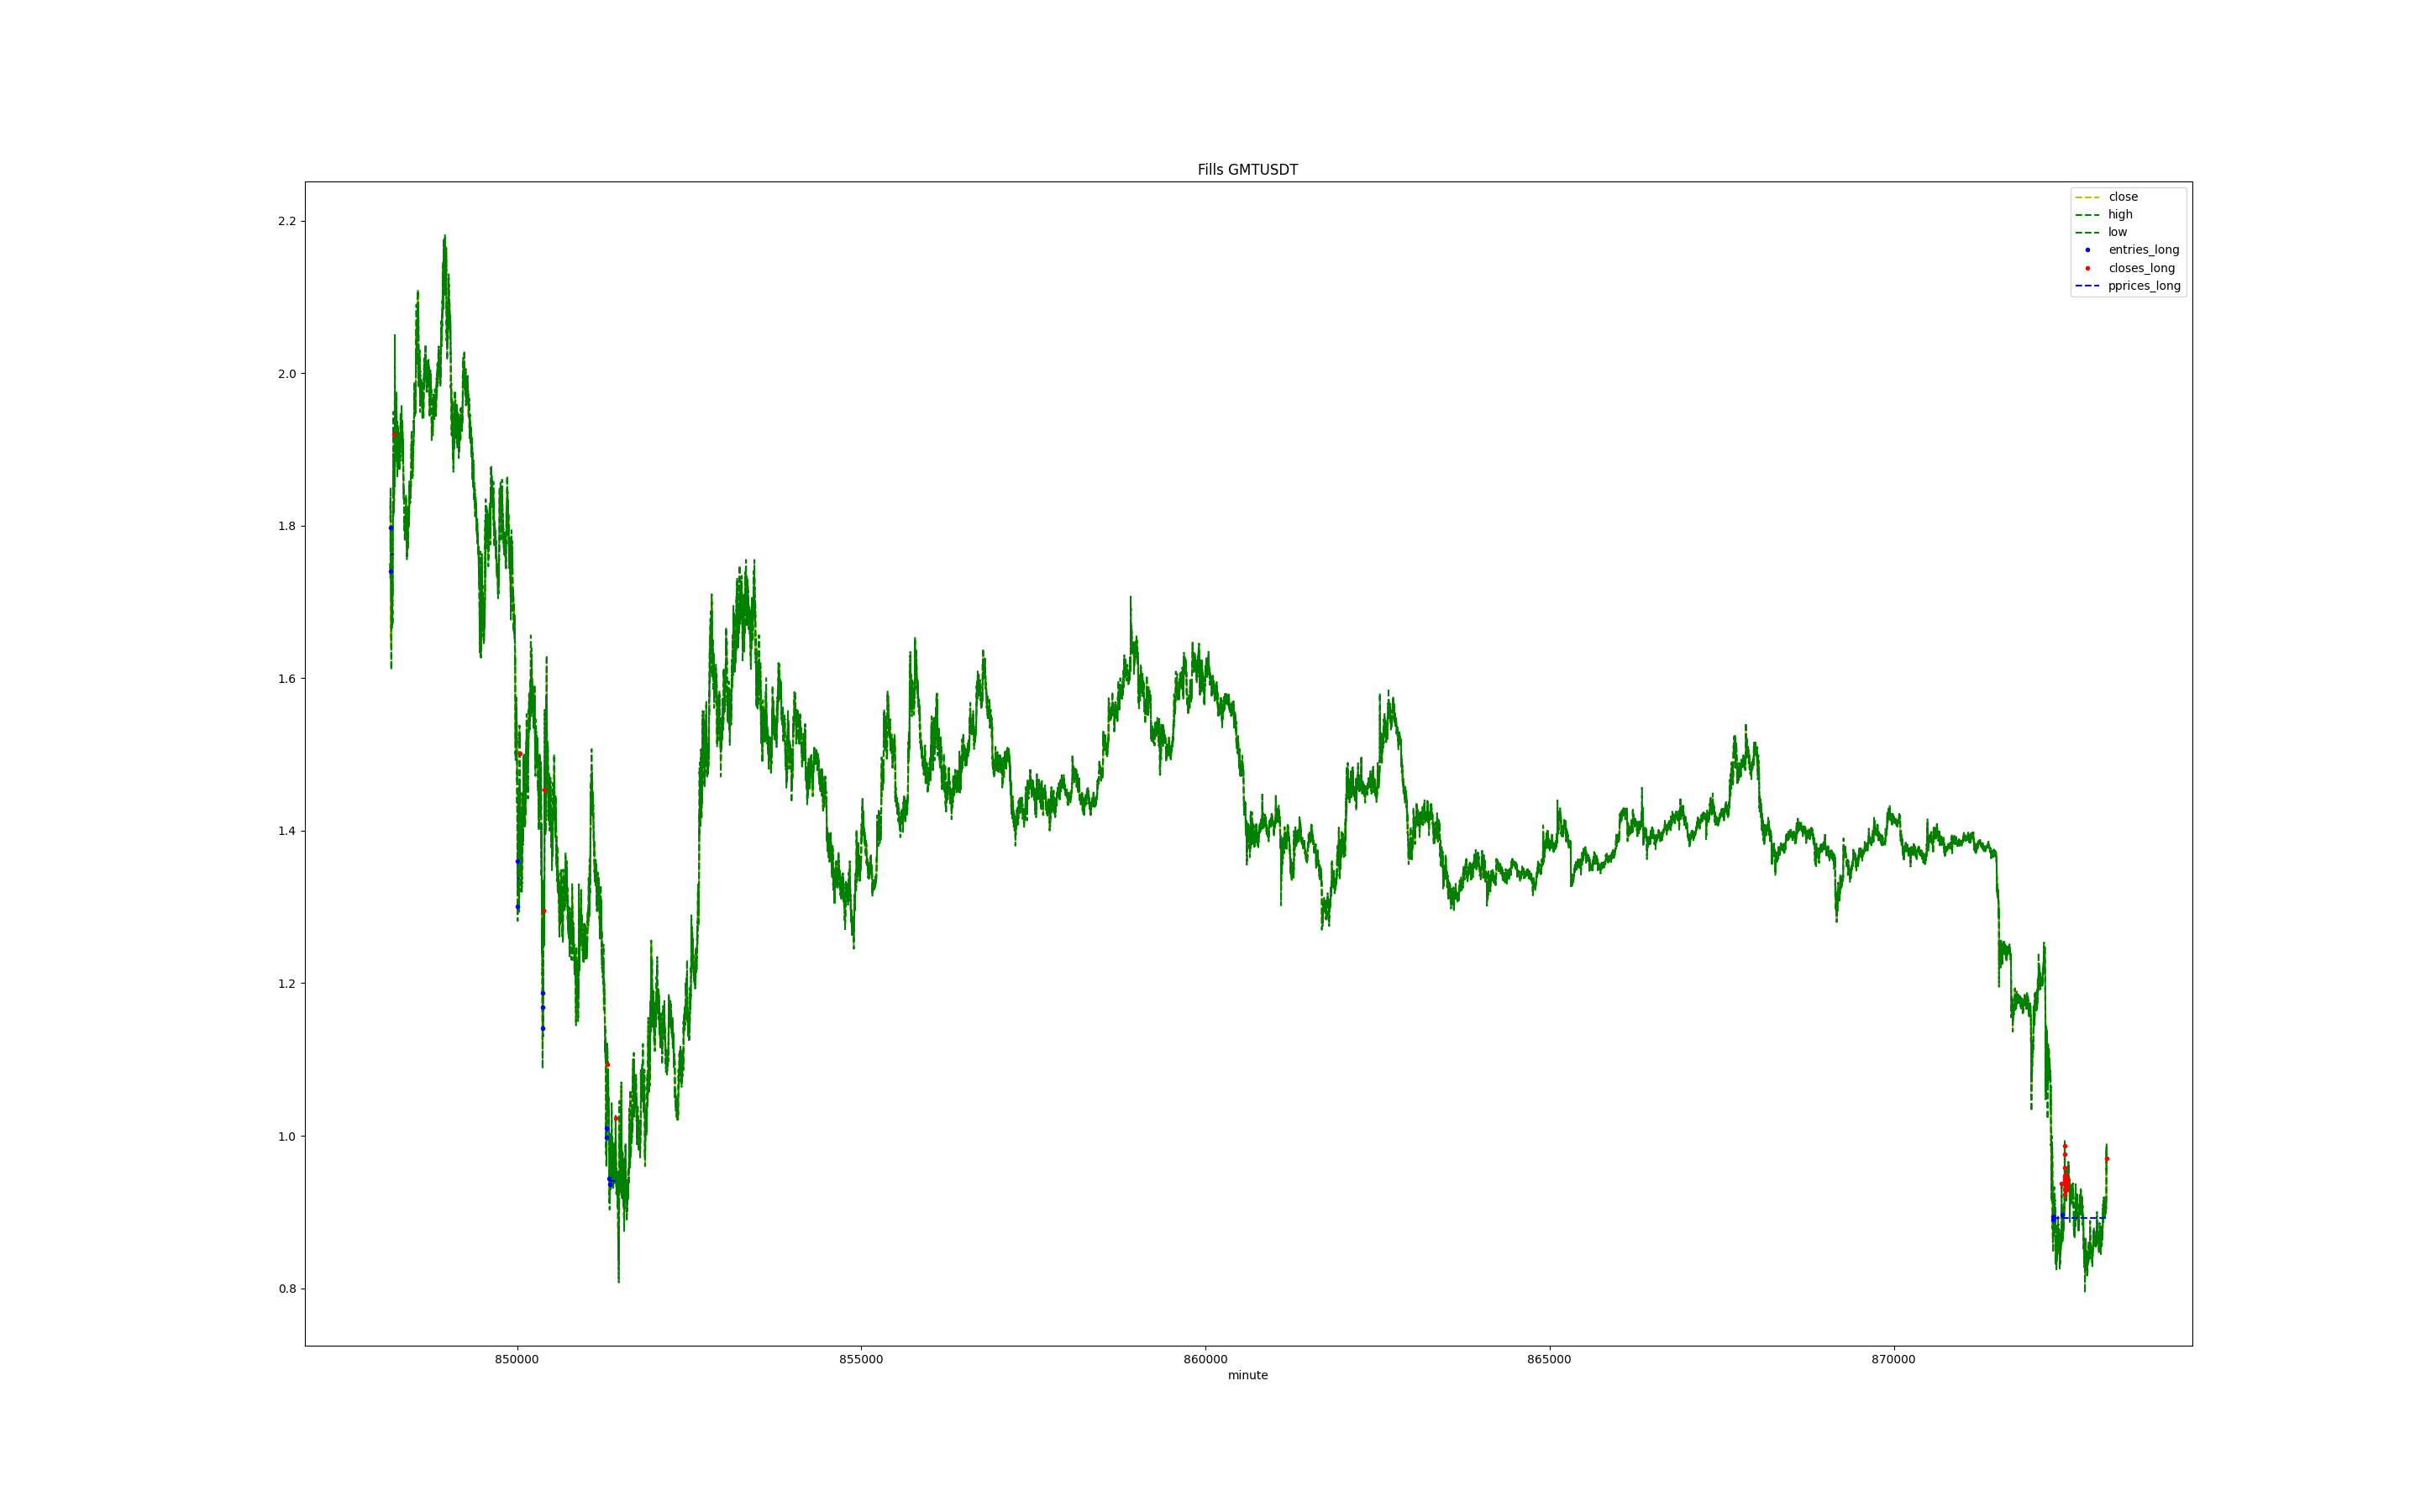 Fills GMTUSDT
close
high
low
entries_long
closes_long
pprices_long
2.2
2.0
1.8
1.6
1.4
1.2
1.0
0.8
850000 855000 860000 865000 870000
minute